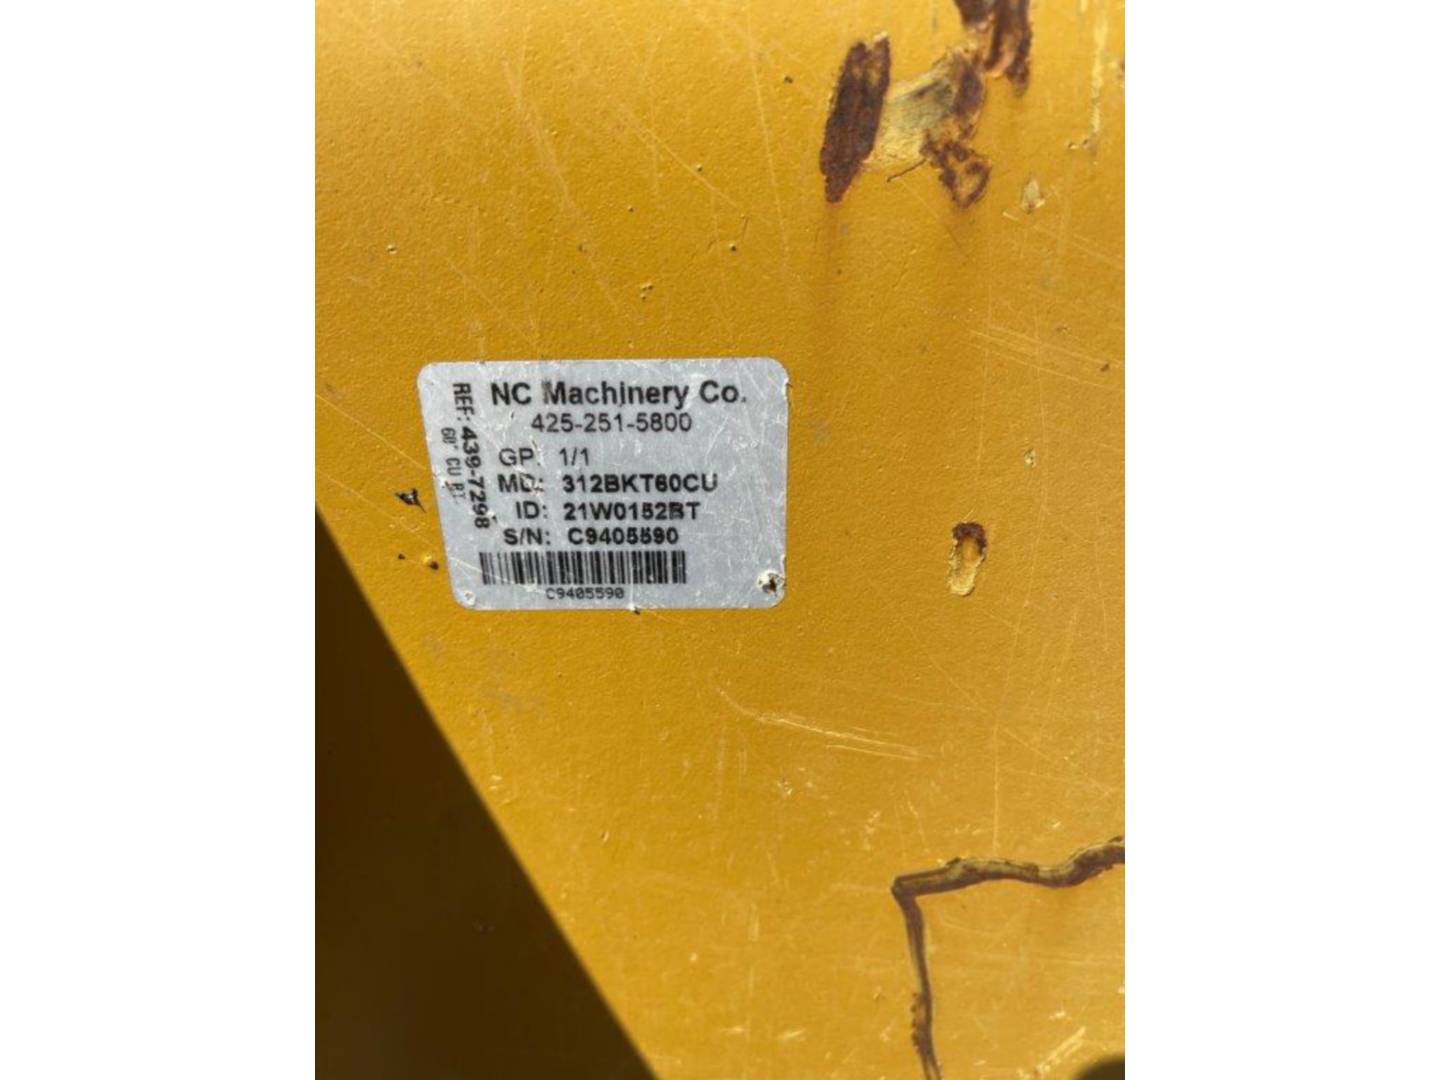 NC Machinery Co.
425-251-5800
GP: 1/1
MD: 312BKT60CU
ID: 21W0152BT
S/N: C9405590
C9405590
REF: 439-7298
60" CU BT.